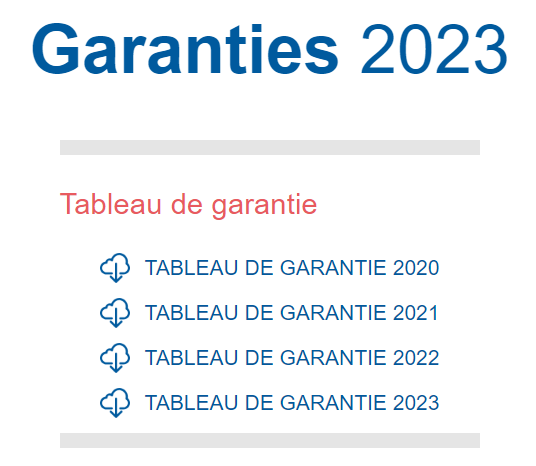 Garanties 2023
Tableau de garantie
TABLEAU DE GARANTIE 2020
TABLEAU DE GARANTIE 2021
TABLEAU DE GARANTIE 2022
TABLEAU DE GARANTIE 2023